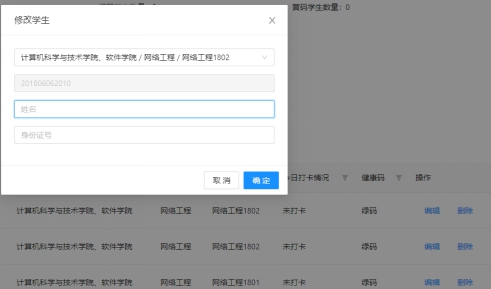 黄码学生数量：0
修改学生
计算机科学与技术学院、软件学院 / 网络工程 / 网络工程1802
201806062010
姓名
身份证号
取 消 确 定
今日打卡情况 健康码 操作
计算机科学与技术学院、软件学院 网络工程 网络工程1802 未打卡 绿码 编辑 删除
计算机科学与技术学院、软件学院 网络工程 网络工程1802 未打卡 绿码 编辑 删除
计算机科学与技术学院、软件学院 网络工程 网络工程1801 未打卡 绿码 编辑 删除